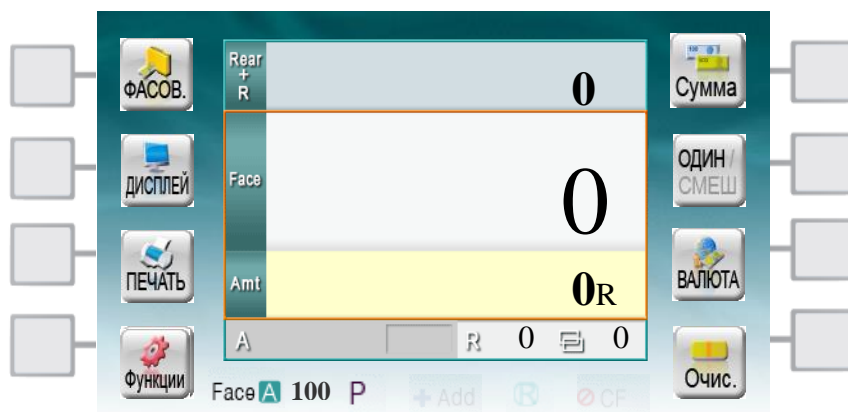 ФАСОВ.
ДИСПЛЕЙ
ПЕЧАТЬ
Функции
Rear
+
R
0
Face
0
Amt
0R
A
R 0 0
Face A 100 P + Add R CF
Сумма
ОДИН /
СМЕШ
ВАЛЮТА
Очис.